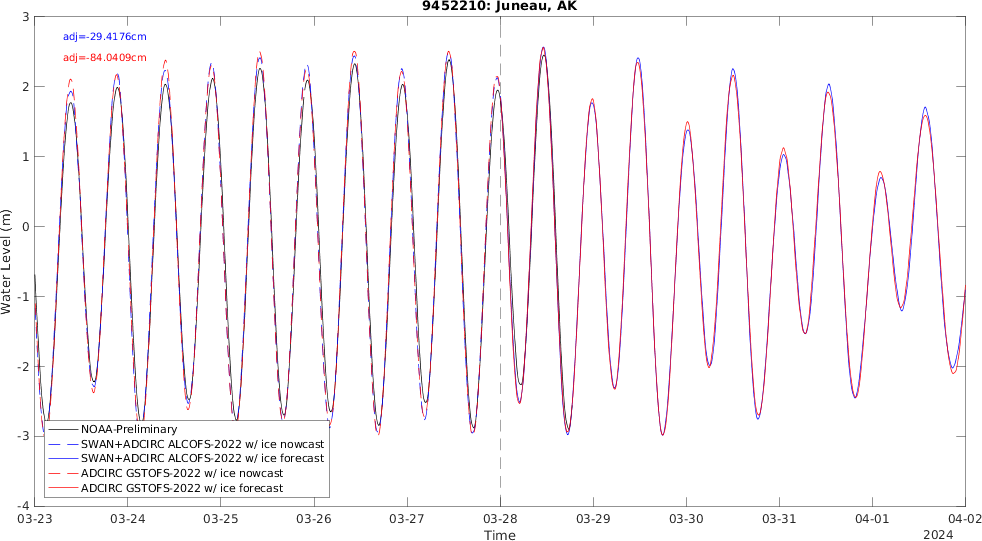 9452210: Juneau, AK
adj=-29.4176cm
adj=-84.0409cm
Water Level (m)
3
2
1
0
-1
-2
-3
-4
NOAA-Preliminary
SWAN+ADCIRC ALCOFS-2022 w/ ice nowcast
SWAN+ADCIRC ALCOFS-2022 w/ ice forecast
ADCIRC GSTOFS-2022 w/ ice nowcast
ADCIRC GSTOFS-2022 w/ ice forecast
03-23 03-24 03-25 03-26 03-27 03-28 03-29 03-30 03-31 04-01 04-02
Time
2024